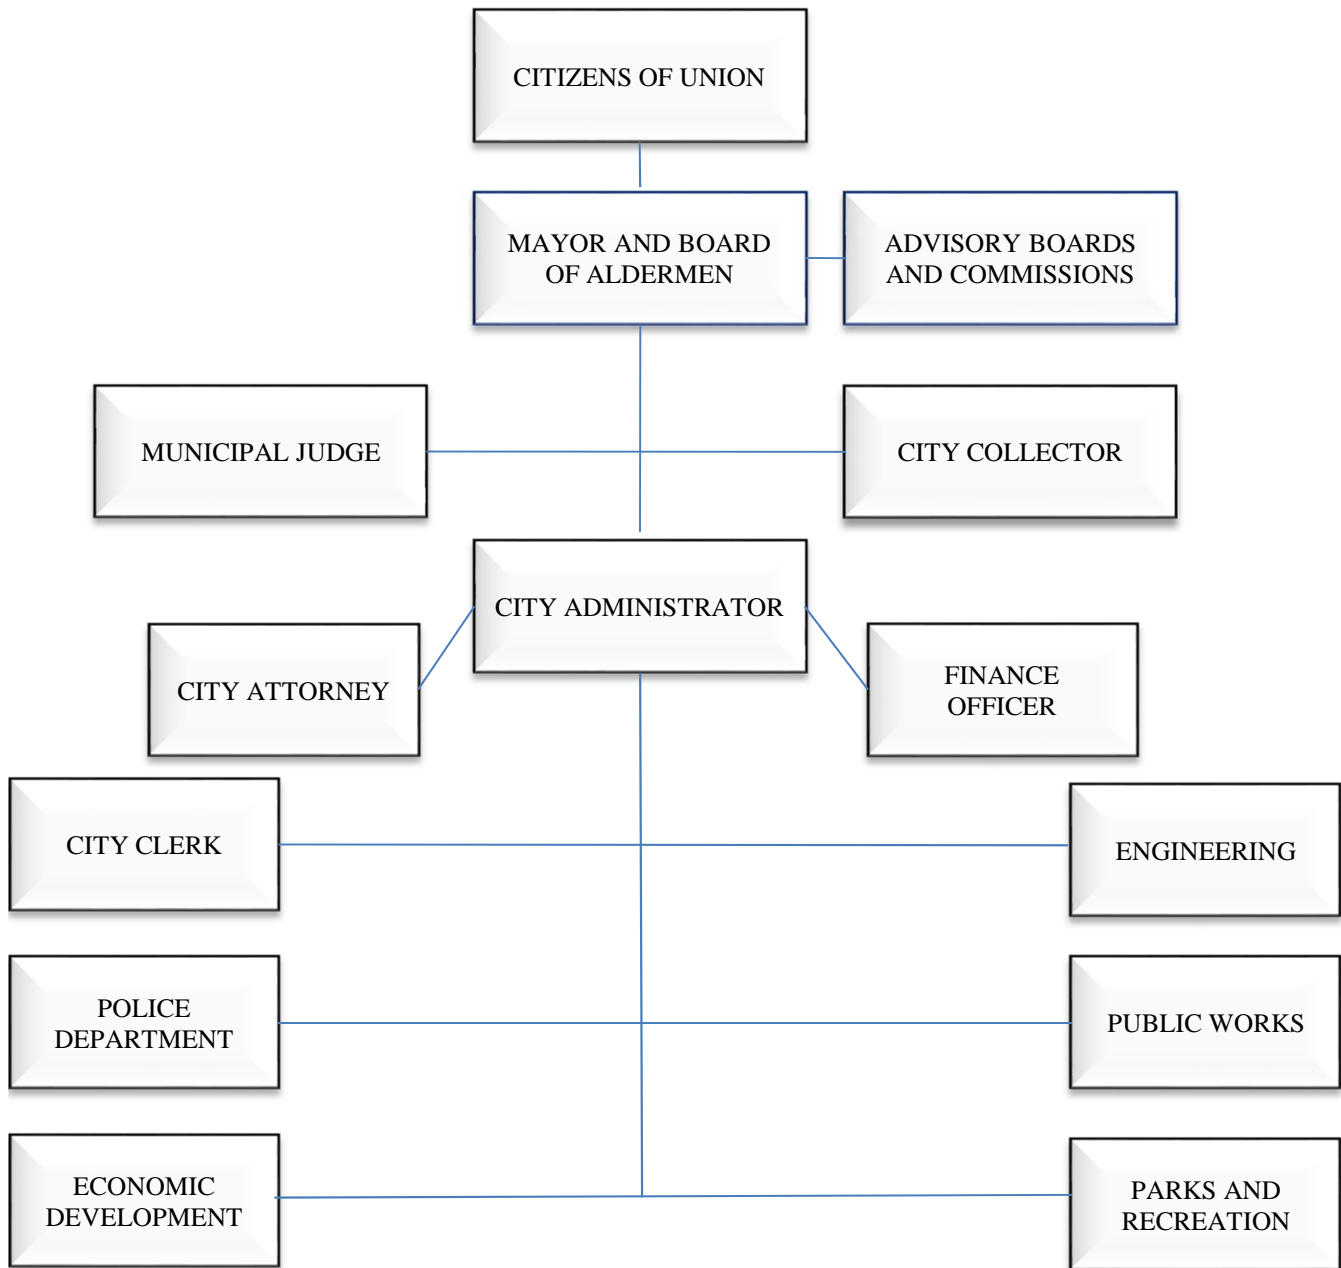 CITIZENS OF UNION
MAYOR AND BOARD
OF ALDERMEN
ADVISORY BOARDS
AND COMMISSIONS
MUNICIPAL JUDGE
CITY COLLECTOR
CITY ADMINISTRATOR
CITY ATTORNEY
FINANCE
OFFICER
CITY CLERK
ENGINEERING
POLICE
DEPARTMENT
PUBLIC WORKS
ECONOMIC
DEVELOPMENT
PARKS AND
RECREATION